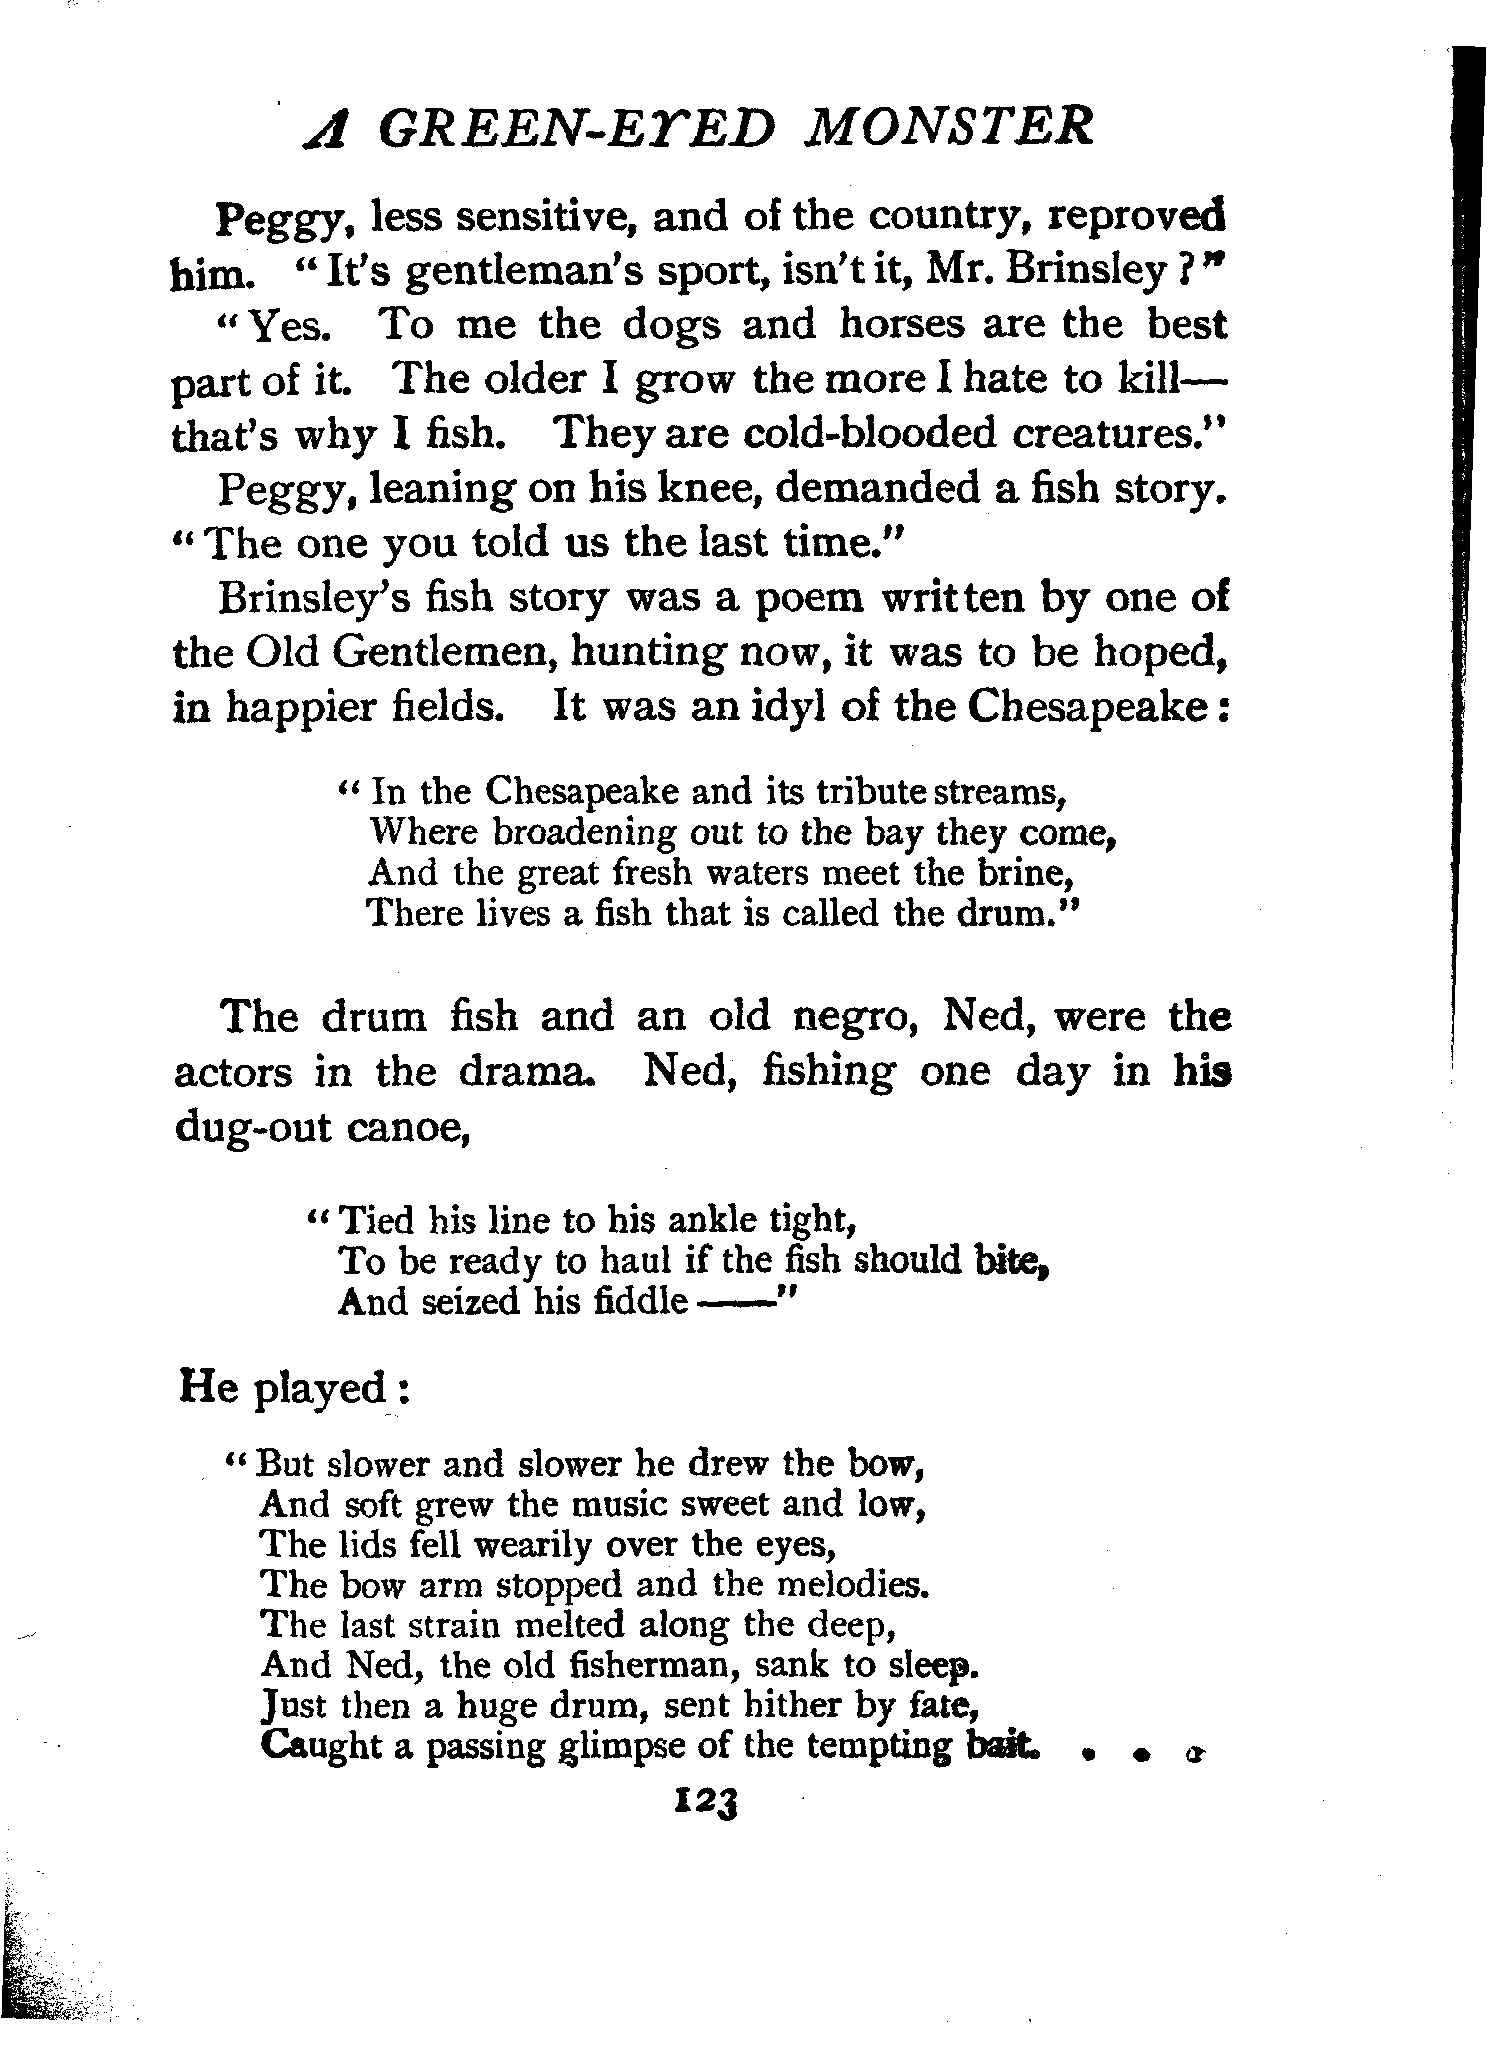 A GREEN-EYED MONSTER
Peggy, less sensitive, and of the country, reproved
him. "It's gentleman's sport, isn't it, Mr. Brinsley?"
"Yes. To me the dogs and horses are the best
part of it. The older I grow the more I hate to kill—
that's why I fish. They are cold-blooded creatures."
Peggy, leaning on his knee, demanded a fish story.
"The one you told us the last time."
Brinsley's fish story was a poem written by one of
the Old Gentlemen, hunting now, it was to be hoped,
in happier fields. It was an idyl of the Chesapeake:
"In the Chesapeake and its tribute streams,
Where broadening out to the bay they come,
And the great fresh waters meet the brine,
There lives a fish that is called the drum."
The drum fish and an old negro, Ned, were the
actors in the drama. Ned, fishing one day in his
dug-out canoe,
"Tied his line to his ankle tight,
To be ready to haul if the fish should bite,
And seized his fiddle——"
He played:
"But slower and slower he drew the bow,
And soft grew the music sweet and low,
The lids fell wearily over the eyes,
The bow arm stopped and the melodies.
The last strain melted along the deep,
And Ned, the old fisherman, sank to sleep.
Just then a huge drum, sent hither by fate,
Caught a passing glimpse of the tempting bait. . . .
123